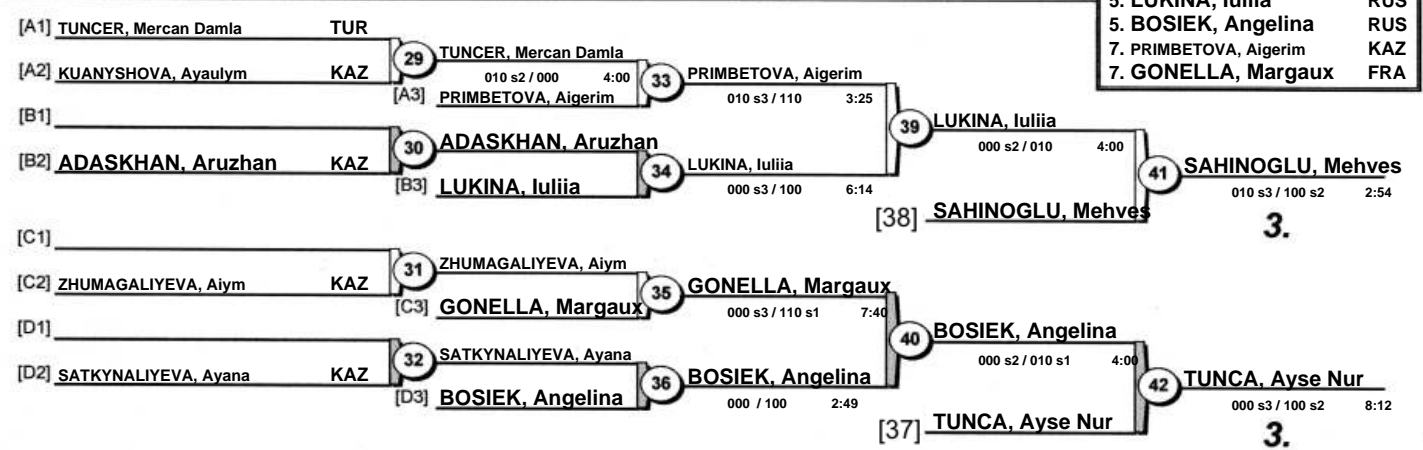 5. LUKINA, Iuliia RUS
5. BOSIEK, Angelina RUS
7. PRIMBETOVA, Aigerim KAZ
7. GONELLA, Margaux FRA
[A1] TUNCER, Mercan Damla TUR
29
TUNCER, Mercan Damla
[A2] KUANYSHOVA, Ayaulym KAZ
010 s2 / 000 4:00
33
PRIMBETOVA, Aigerim
[A3] PRIMBETOVA, Aigerim
010 s3 / 110 3:25
[B1]
39
LUKINA, Iuliia
30
ADASKHAN, Aruzhan
000 s2 / 010 4:00
[B2] ADASKHAN, Aruzhan KAZ
34
LUKINA, Iuliia
41
SAHINOGLU, Mehves
[B3] LUKINA, Iuliia
000 s3 / 100 6:14
010 s3 / 100 s2 2:54
[38] SAHINOGLU, Mehves
3.
[C1]
31
ZHUMAGALIYEVA, Aiym
[C2] ZHUMAGALIYEVA, Aiym KAZ
35
GONELLA, Margaux
[C3] GONELLA, Margaux
000 s3 / 110 s1 7:40
[D1]
40
BOSIEK, Angelina
32
SATKYNALIYEVA, Ayana
000 s2 / 010 s1 4:00
[D2] SATKYNALIYEVA, Ayana KAZ
36
BOSIEK, Angelina
42
TUNCA, Ayse Nur
[D3] BOSIEK, Angelina
000 / 100 2:49
000 s3 / 100 s2 8:12
[37] TUNCA, Ayse Nur
3.